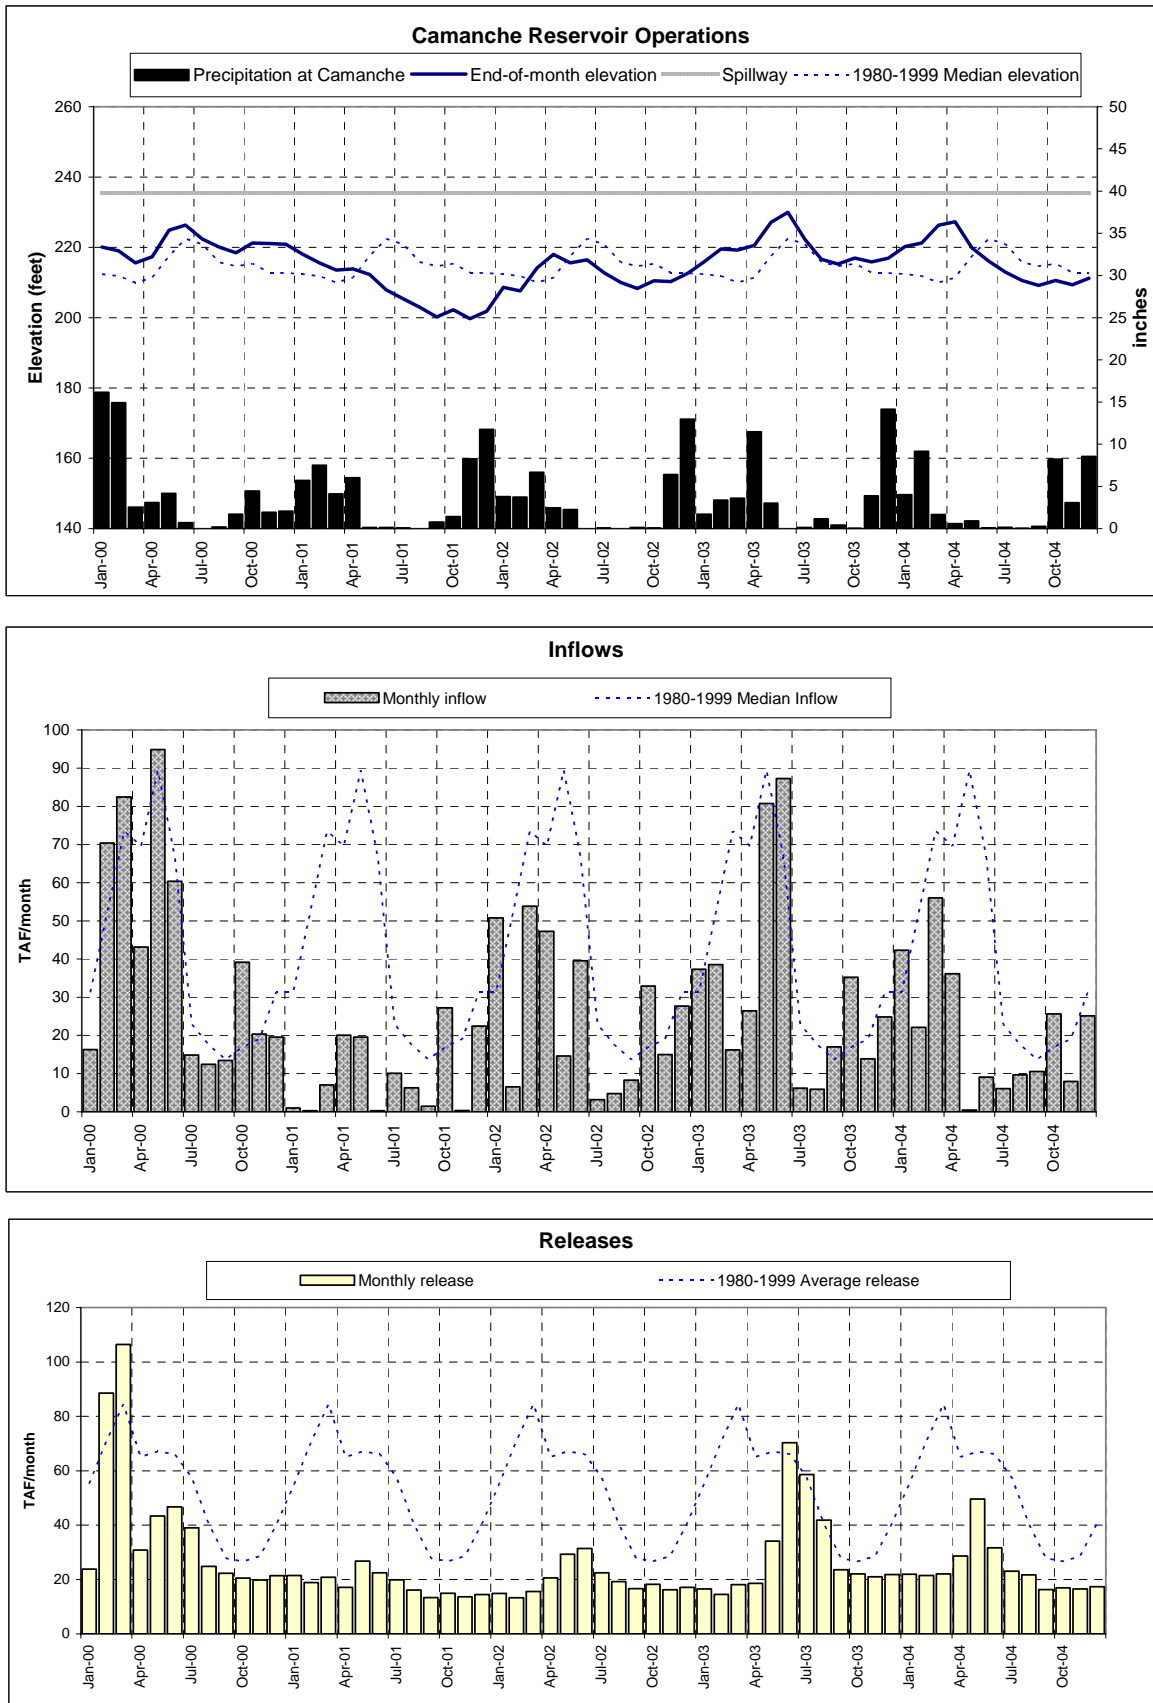 Camanche Reservoir Operations
Precipitation at Camanche End-of-month elevation Spillway 1980-1999 Median elevation
260 50
45
240 40
35
220 30
25
200 20
180 15
10
160 5
140 0
Elevation (feet)
inches
Jan-00 Apr-00 Jul-00 Oct-00 Jan-01 Apr-01 Jul-01 Oct-01 Jan-02 Apr-02 Jul-02 Oct-02 Jan-03 Apr-03 Jul-03 Oct-03 Jan-04 Apr-04 Jul-04 Oct-04
Inflows
Monthly inflow 1980-1999 Median Inflow
100
90
80
70
60
50
40
30
20
10
0
TAF/month
Jan-00 Apr-00 Jul-00 Oct-00 Jan-01 Apr-01 Jul-01 Oct-01 Jan-02 Apr-02 Jul-02 Oct-02 Jan-03 Apr-03 Jul-03 Oct-03 Jan-04 Apr-04 Jul-04 Oct-04
Releases
Monthly release 1980-1999 Average release
120
100
80
60
40
20
0
TAF/month
Jan-00 Apr-00 Jul-00 Oct-00 Jan-01 Apr-01 Jul-01 Oct-01 Jan-02 Apr-02 Jul-02 Oct-02 Jan-03 Apr-03 Jul-03 Oct-03 Jan-04 Apr-04 Jul-04 Oct-04